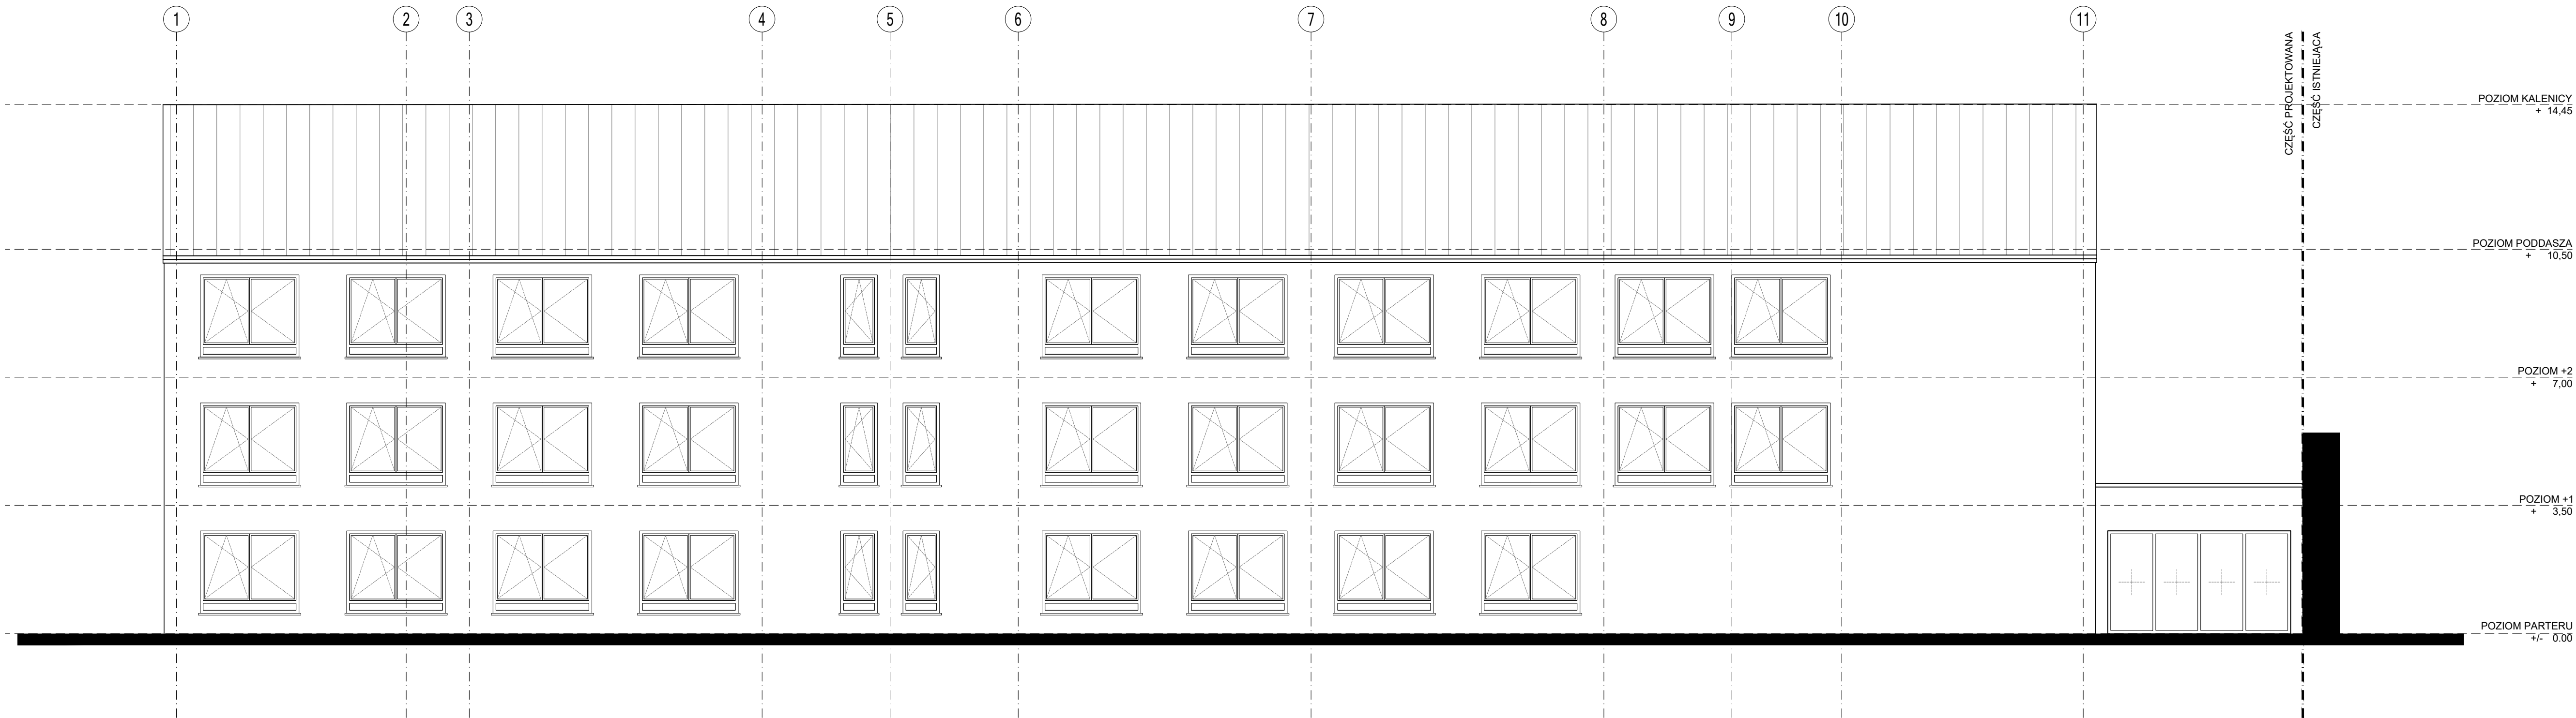 1
2
3
4
5
6
7
8
9
10
11
CZĘŚĆ PROJEKTOWANA
CZĘŚĆ ISTNIEJĄCA
POZIOM KALENICY
+ 14,45
POZIOM PODDASZA
+ 10,50
POZIOM +2
+ 7,00
POZIOM +1
+ 3,50
POZIOM PARTERU
+/- 0.00